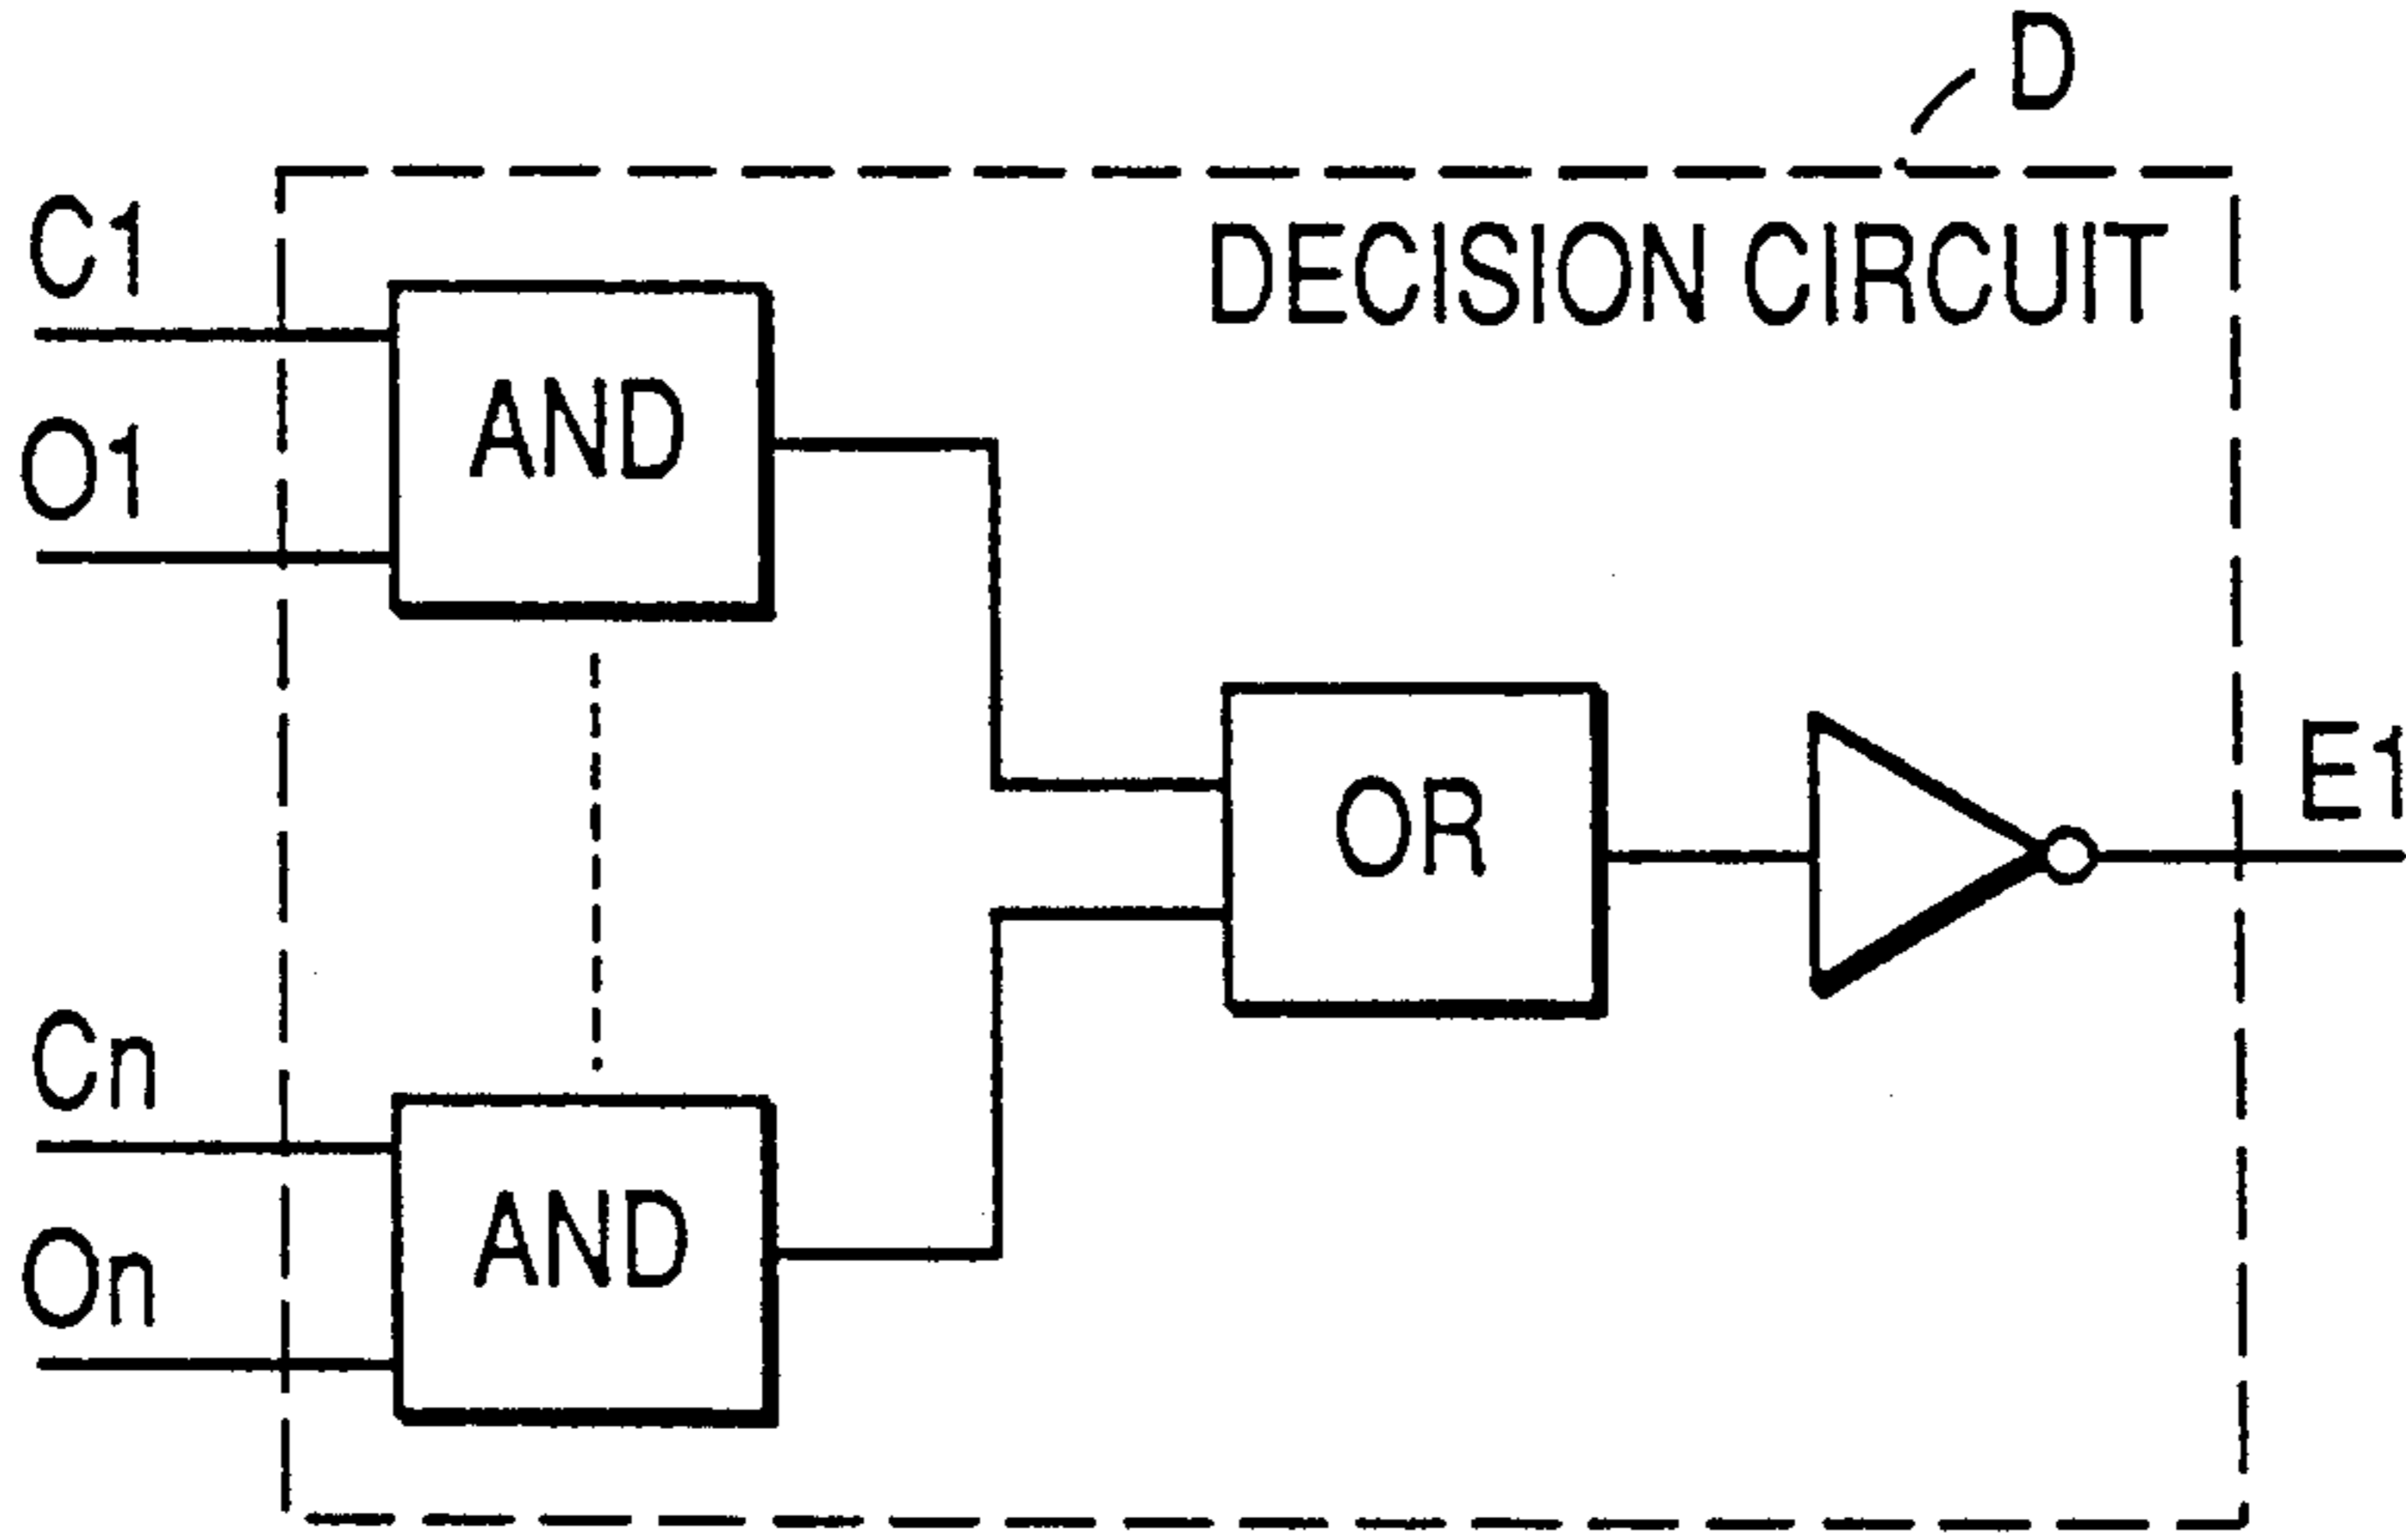 D
DECISION CIRCUIT
C1
AND
O1
OR
E1
Cn
AND
On